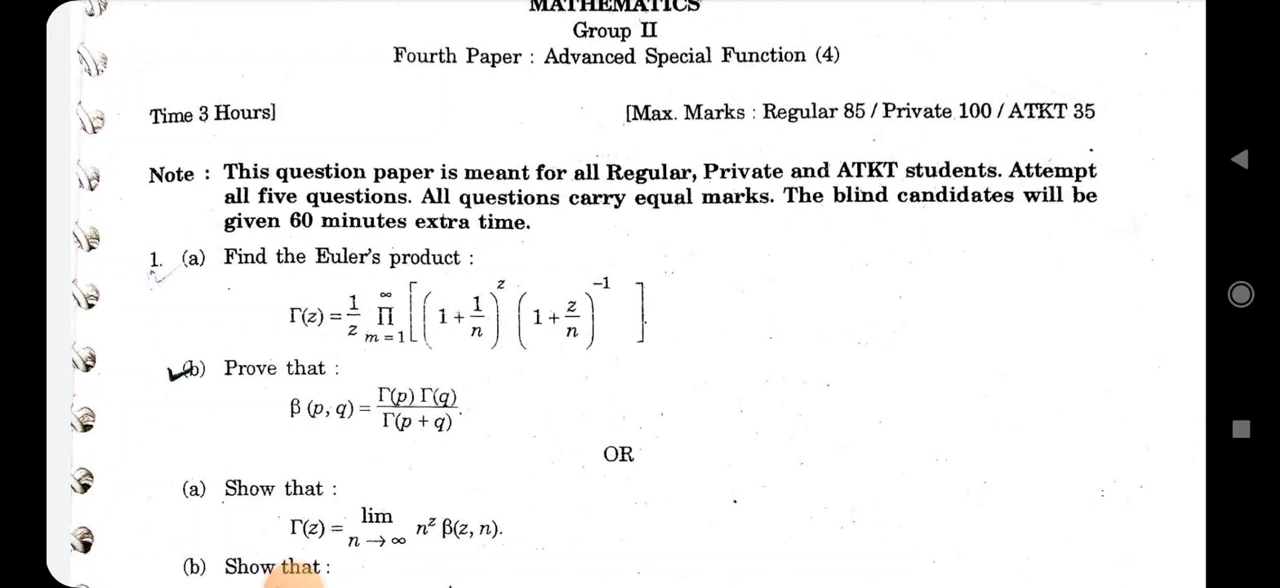 MATHEMATICS
Group II
Fourth Paper : Advanced Special Function (4)
Time 3 Hours] [Max. Marks : Regular 85 / Private 100 / ATKT 35
Note : This question paper is meant for all Regular, Private and ATKT students. Attempt
all five questions. All questions carry equal marks. The blind candidates will be
given 60 minutes extra time.
1. (a) Find the Euler's product :
Γ(z) = 1/z ∞ Π m = 1 [(1 + 1/n)^z (1 + z/n)^–1].
(b) Prove that :
β (p, q) = Γ(p) Γ(q) / Γ(p + q).
OR
(a) Show that :
Γ(z) = lim n → ∞ n^z β(z, n).
(b) Show that :